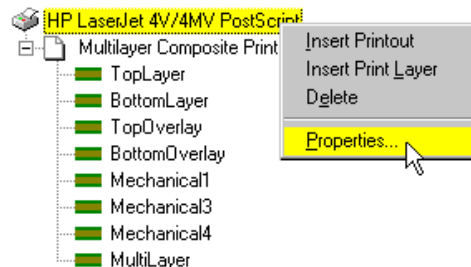 HP LaserJet 4V/4MV PostScript
Multilayer Composite Print
TopLayer
BottomLayer
TopOverlay
BottomOverlay
Mechanical1
Mechanical3
Mechanical4
MultiLayer
Insert Printout
Insert Print Layer
Delete
Properties...